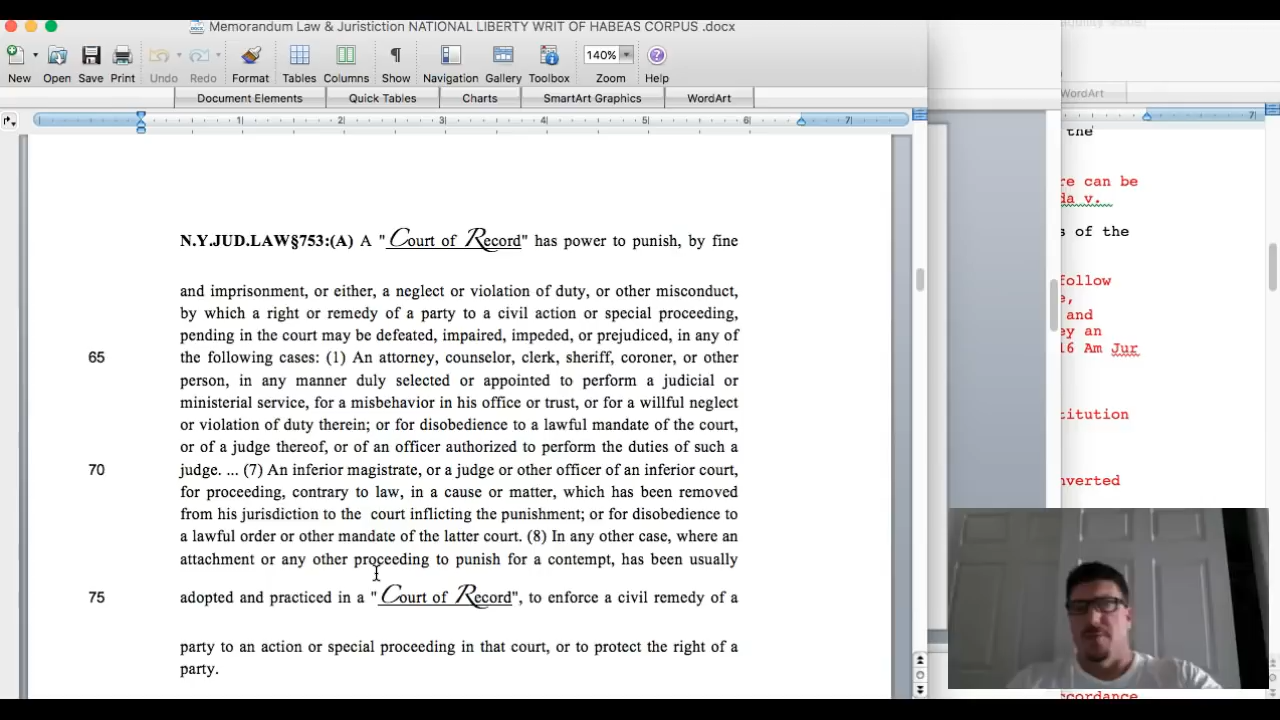 Memorandum Law & Juristiction NATIONAL LIBERTY WRIT OF HABEAS CORPUS .docx
New Open Save Print Undo Redo Format Tables Columns Show Navigation Gallery Toolbox Zoom Help
140%
Document Elements Quick Tables Charts SmartArt Graphics WordArt
WordArt
1 2 3 4 5 6 7
7
N.Y.JUD.LAW§753:(A) A "Court of Record" has power to punish, by fine
and imprisonment, or either, a neglect or violation of duty, or other misconduct,
by which a right or remedy of a party to a civil action or special proceeding,
pending in the court may be defeated, impaired, impeded, or prejudiced, in any of
65 the following cases: (1) An attorney, counselor, clerk, sheriff, coroner, or other
person, in any manner duly selected or appointed to perform a judicial or
ministerial service, for a misbehavior in his office or trust, or for a willful neglect
or violation of duty therein; or for disobedience to a lawful mandate of the court,
or of a judge thereof, or of an officer authorized to perform the duties of such a
70 judge. ... (7) An inferior magistrate, or a judge or other officer of an inferior court,
for proceeding, contrary to law, in a cause or matter, which has been removed
from his jurisdiction to the court inflicting the punishment; or for disobedience to
a lawful order or other mandate of the latter court. (8) In any other case, where an
attachment or any other proceeding to punish for a contempt, has been usually
75 adopted and practiced in a "Court of Record", to enforce a civil remedy of a
party to an action or special proceeding in that court, or to protect the right of a
party.
the
re can be
da v.
s of the
follow
e,
and
ey an
16 Am Jur
titution
nverted
ccordance